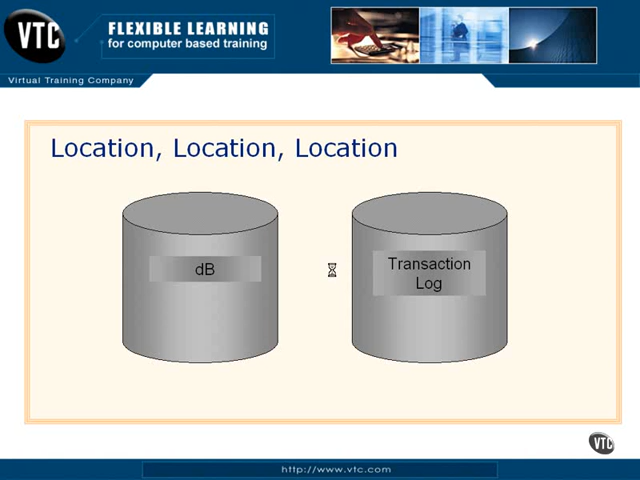 VTC
FLEXIBLE LEARNING
for computer based training
Virtual Training Company
Location, Location, Location
dB
Transaction
Log
VTC
http://www.vtc.com